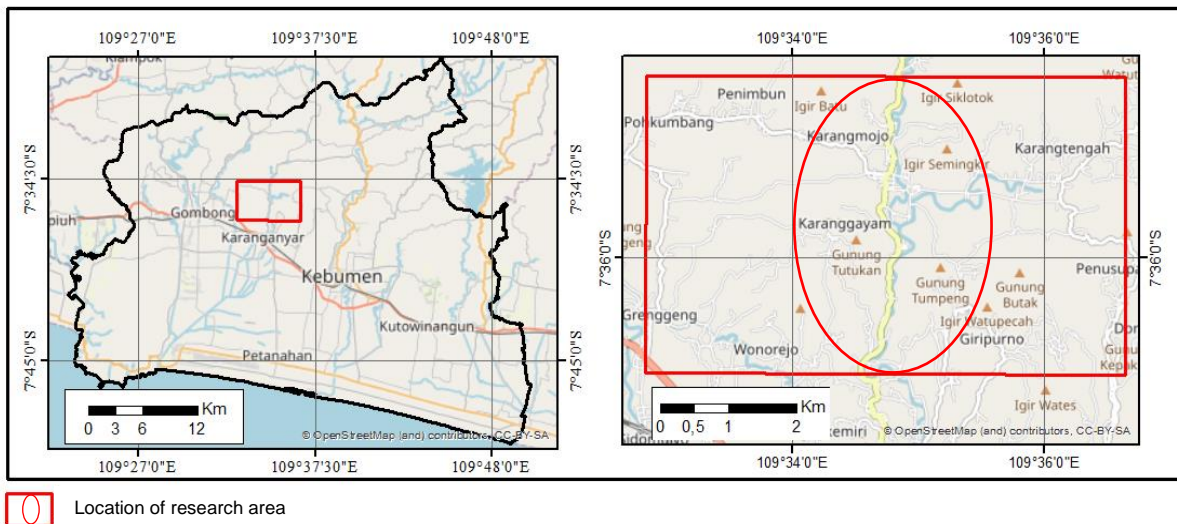 109°27'0"E 109°37'30"E 109°48'0"E
7°34'30"S
7°45'0"S
Gombong
Karanganyar
Kebumen
Kutowinangun
Petanahan
Km
0 3 6 12
© OpenStreetMap (and) contributors, CC-BY-SA
7°34'30"S
7°45'0"S
109°27'0"E 109°37'30"E 109°48'0"E
109°34'0"E 109°36'0"E
7°36'0"S
Penimbun
Igir Batu
Igir Siklotok
Pohkumbang
Karangmojo
Igir Semingkir
Karangtengah
Karanggayam
Gunung
Tutukan
Gunung
Tumpeng
Gunung
Butak
Penusupa
Grenggeng
Igir Watupecah
Giripurno
Wonorejo
Igir Wates
Km
0 0,5 1 2
emiri
© OpenStreetMap (and) contributors, CC-BY-SA
7°36'0"S
109°34'0"E 109°36'0"E
Location of research area